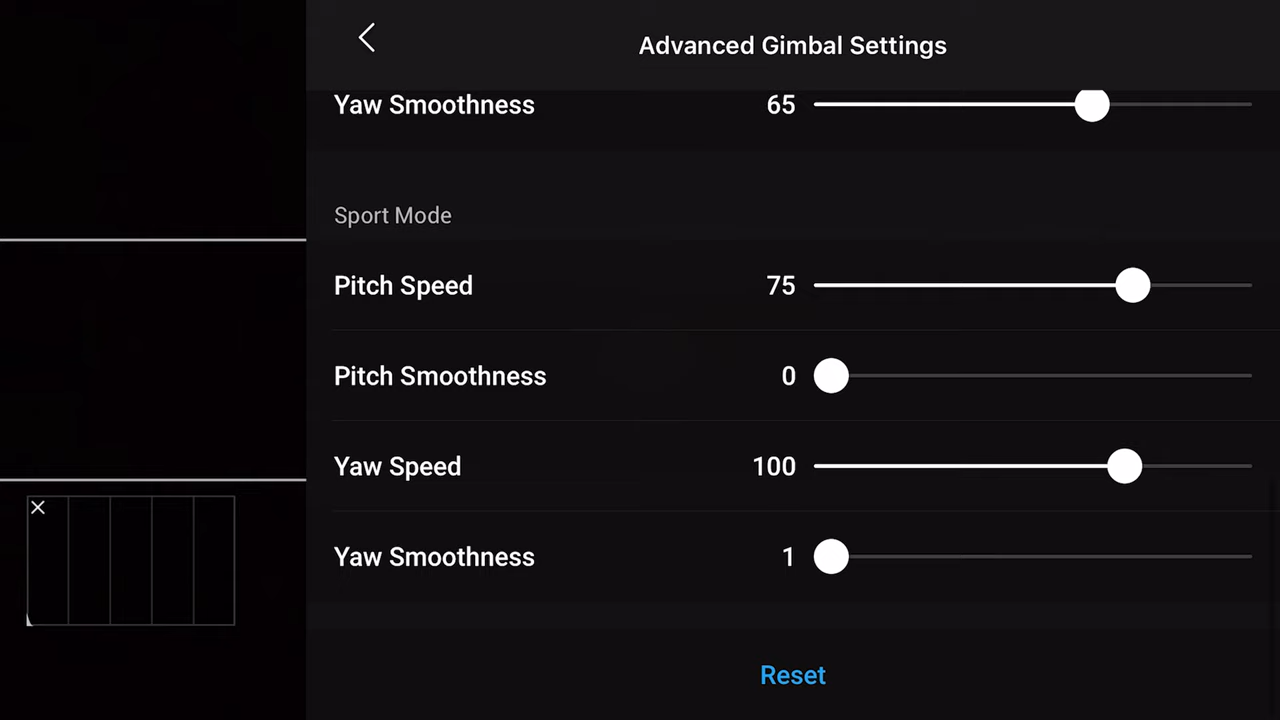 Advanced Gimbal Settings
Yaw Smoothness 65
Sport Mode
Pitch Speed 75
Pitch Smoothness 0
Yaw Speed 100
Yaw Smoothness 1
Reset